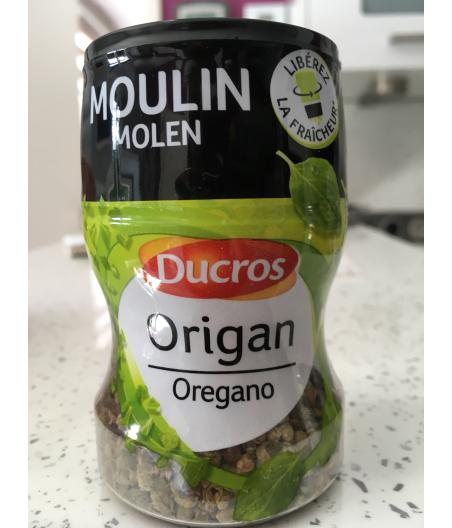 MOULIN
MOLEN
LIBÉREZ
LA FRAÎCHEUR
Ducros
Origan
Oregano